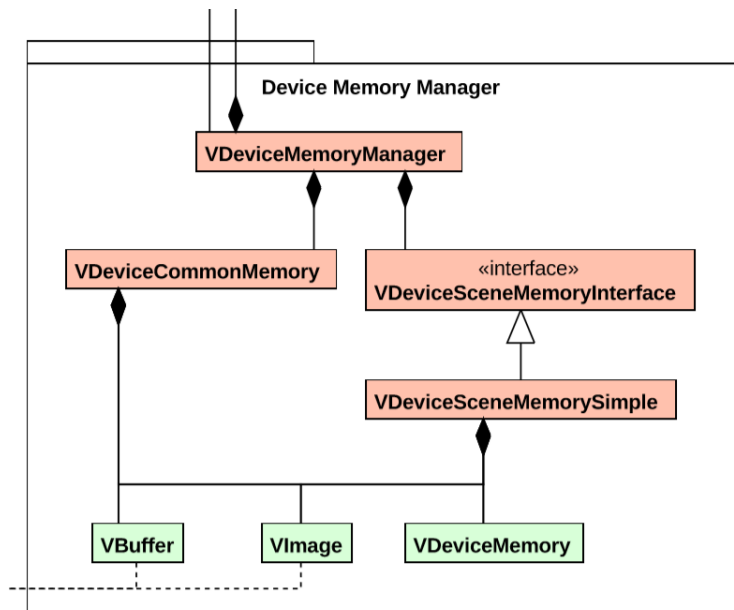 Device Memory Manager
VDeviceMemoryManager
VDeviceCommonMemory
«interface»
VDeviceSceneMemoryInterface
VDeviceSceneMemorySimple
VBuffer
VImage
VDeviceMemory